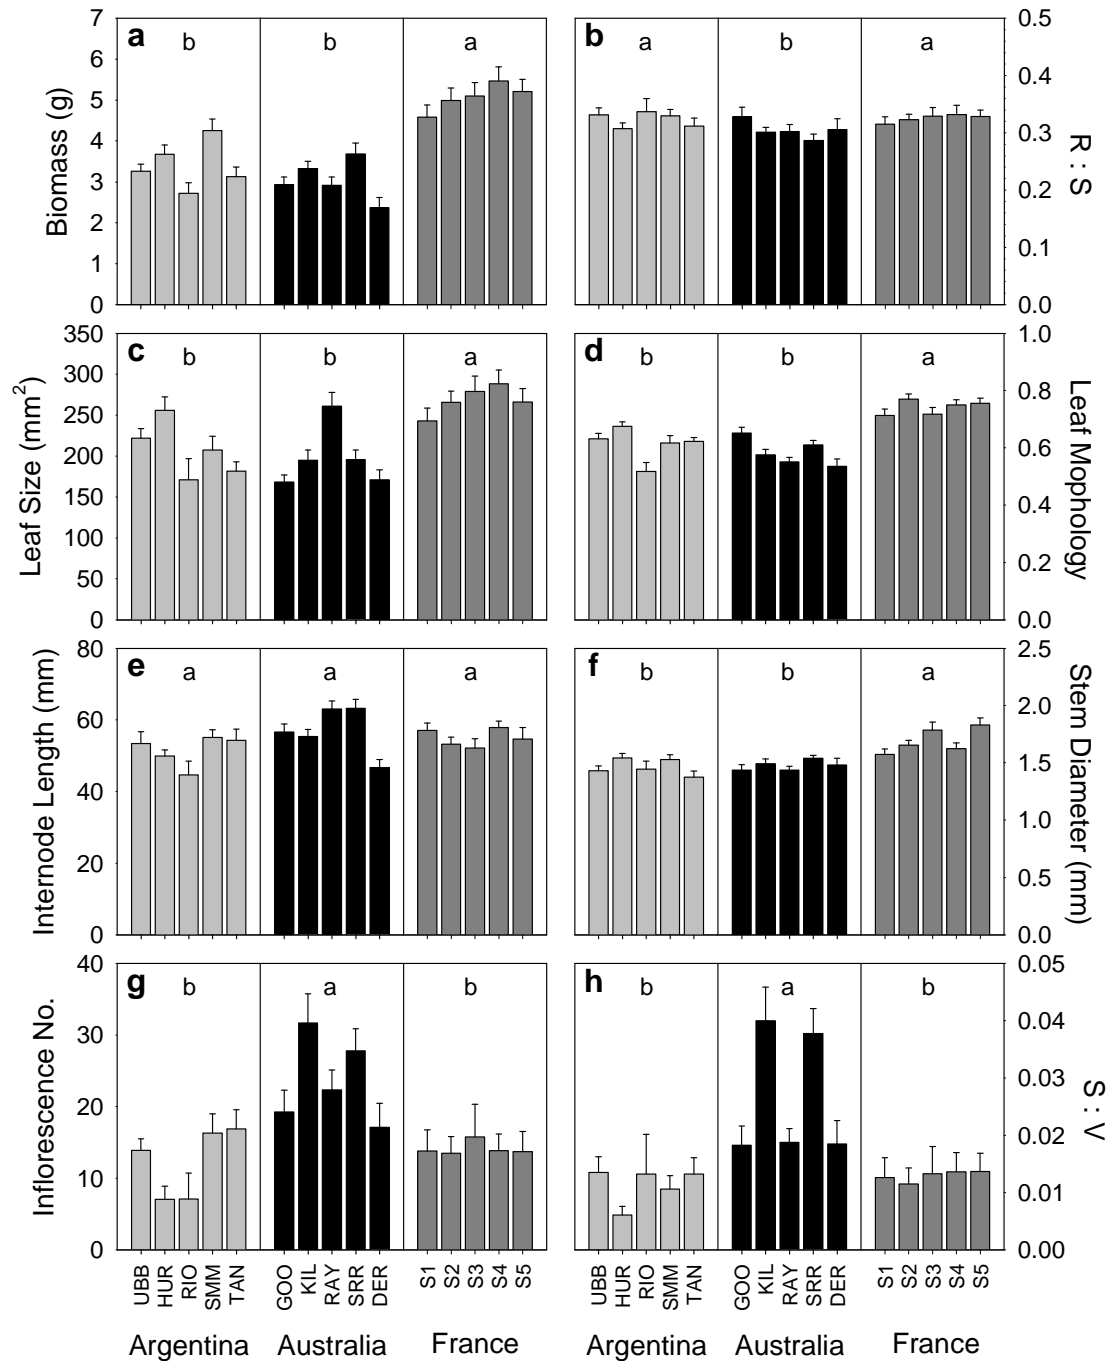 a b b a
b a b a
7
6
5
4
3
2
1
0
Biomass (g)
0.5
0.4
0.3
0.2
0.1
0.0
R : S
c b b a
d b b a
350
300
250
200
150
100
50
0
Leaf Size (mm2)
1.0
0.8
0.6
0.4
0.2
0.0
Leaf Mophology
e a a a
f b b a
80
60
40
20
0
Internode Length (mm)
2.5
2.0
1.5
1.0
0.5
0.0
Stem Diameter (mm)
g b a b
h b a b
40
30
20
10
0
Inflorescence No.
0.05
0.04
0.03
0.02
0.01
0.00
S : V
UBB HUR RIO SMM TAN GOO KIL RAY SRR DER S1 S2 S3 S4 S5
UBB HUR RIO SMM TAN GOO KIL RAY SRR DER S1 S2 S3 S4 S5
Argentina Australia France
Argentina Australia France